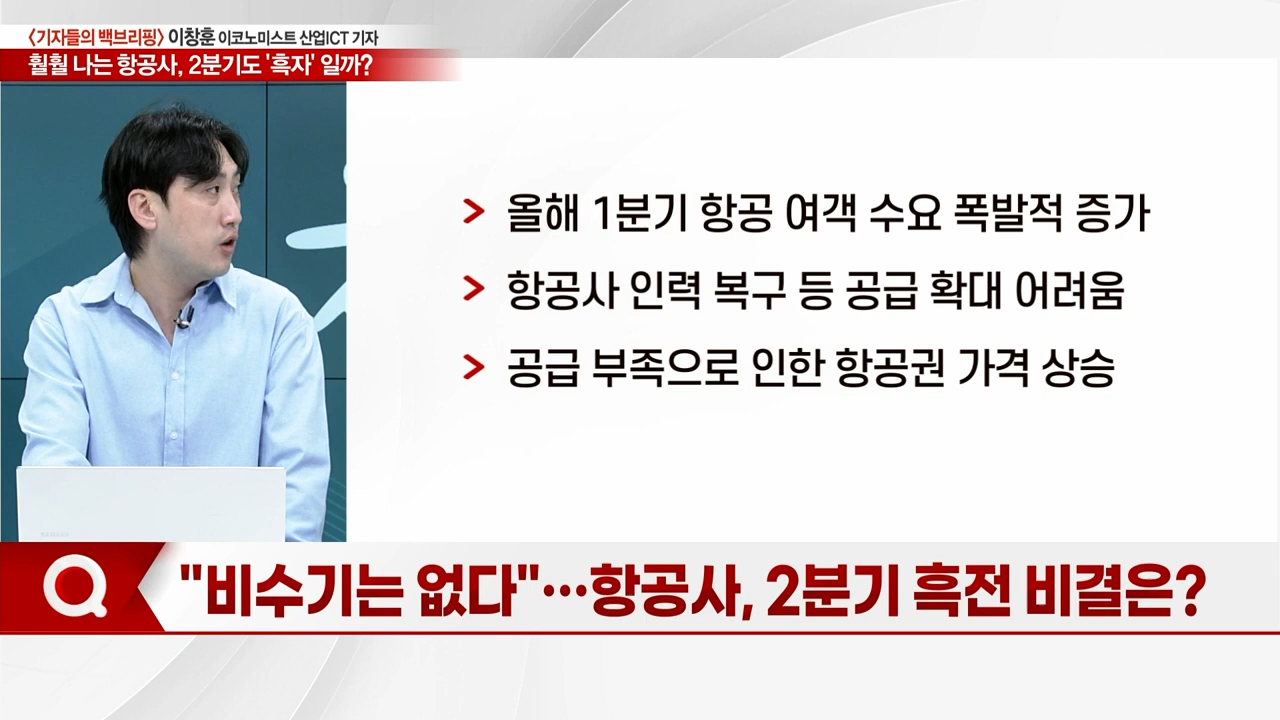 <기자들의 백브리핑> 이창훈 이코노미스트 산업ICT 기자
훨훨 나는 항공사, 2분기도 '흑자' 일까?
> 올해 1분기 항공 여객 수요 폭발적 증가
> 항공사 인력 복구 등 공급 확대 어려움
> 공급 부족으로 인한 항공권 가격 상승
Q "비수기는 없다"…항공사, 2분기 흑전 비결은?